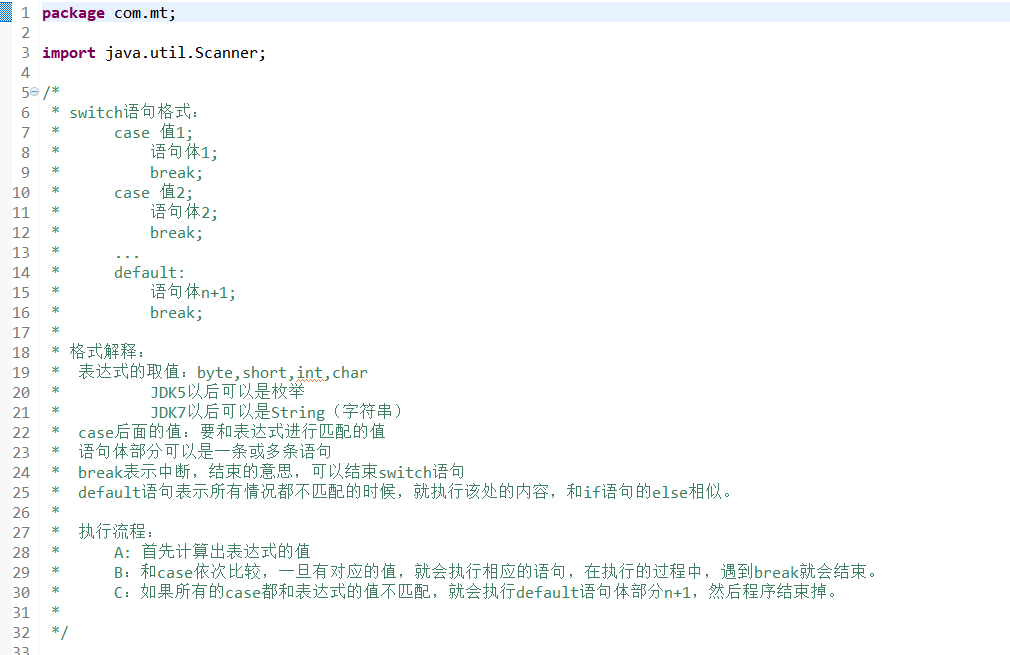 1 package com.mt;
2
3 import java.util.Scanner;
4
5 /*
6  * switch语句格式：
7  *      case 值1;
8  *          语句体1;
9  *          break;
10  *      case 值2;
11  *          语句体2;
12  *          break;
13  *      ...
14  *      default:
15  *          语句体n+1;
16  *          break;
17  *
18  * 格式解释：
19  *  表达式的取值：byte,short,int,char
20  *          JDK5以后可以是枚举
21  *          JDK7以后可以是String（字符串）
22  *  case后面的值：要和表达式进行匹配的值
23  *  语句体部分可以是一条或多条语句
24  *  break表示中断，结束的意思，可以结束switch语句
25  *  default语句表示所有情况都不匹配的时候，就执行该处的内容，和if语句的else相似。
26  *
27  *  执行流程：
28  *      A: 首先计算出表达式的值
29  *      B：和case依次比较，一旦有对应的值，就会执行相应的语句，在执行的过程中，遇到break就会结束。
30  *      C：如果所有的case都和表达式的值不匹配，就会执行default语句体部分n+1，然后程序结束掉。
31  *
32  */
33